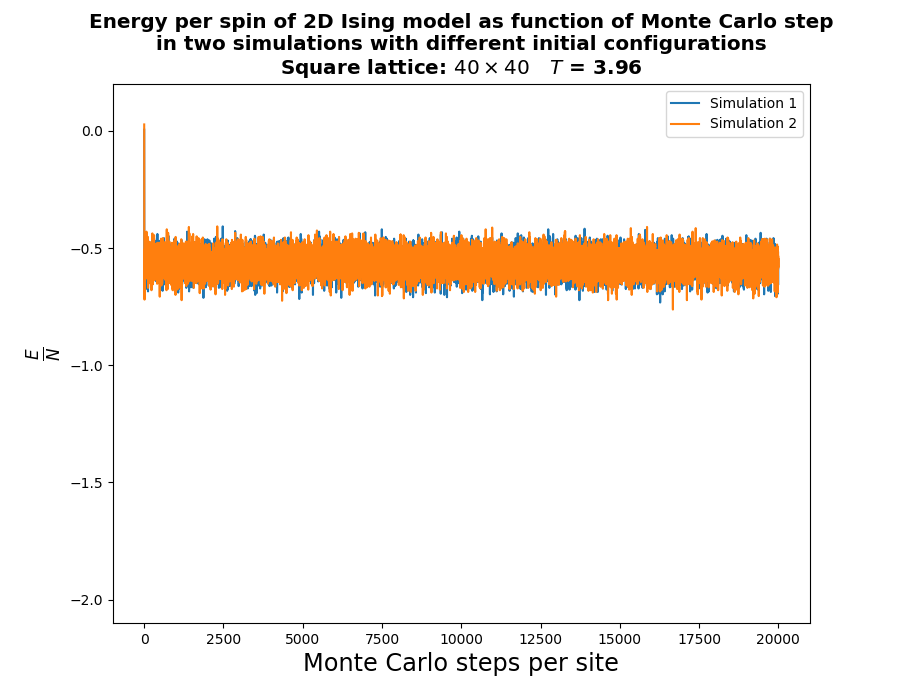 Energy per spin of 2D Ising model as function of Monte Carlo step
in two simulations with different initial configurations
Square lattice: 40 × 40 T = 3.96
Simulation 1
Simulation 2
0.0
−0.5
−1.0
−1.5
−2.0
E
N
0 2500 5000 7500 10000 12500 15000 17500 20000
Monte Carlo steps per site